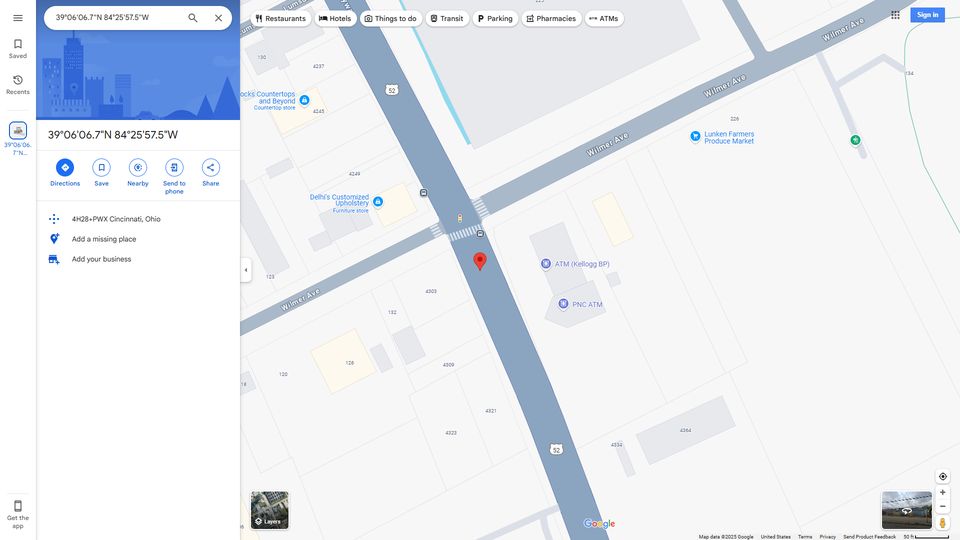 39°06'06.7"N 84°25'57.5"W
Restaurants
Hotels
Things to do
Transit
Parking
Pharmacies
ATMs
Sign in
Saved
Recents
39°06'06.
7"N...
39°06'06.7"N 84°25'57.5"W
Directions
Save
Nearby
Send to
phone
Share
4H28+PWX Cincinnati, Ohio
Add a missing place
Add your business
Get the
app
130
4237
52
ocks Countertops
and Beyond
Countertop store
4245
4249
Delhi's Customized
Upholstery
Furniture store
123
Wilmer Ave
Wilmer Ave
Wilmer Ave
Wilmer Ave
226
Lunken Farmers
Produce Market
134
ATM (Kellogg BP)
PNC ATM
4303
132
128
120
4309
4321
4323
4334
4364
52
Layers
Google
Map data ©2025 Google
United States
Terms
Privacy
Send Product Feedback
50 ft